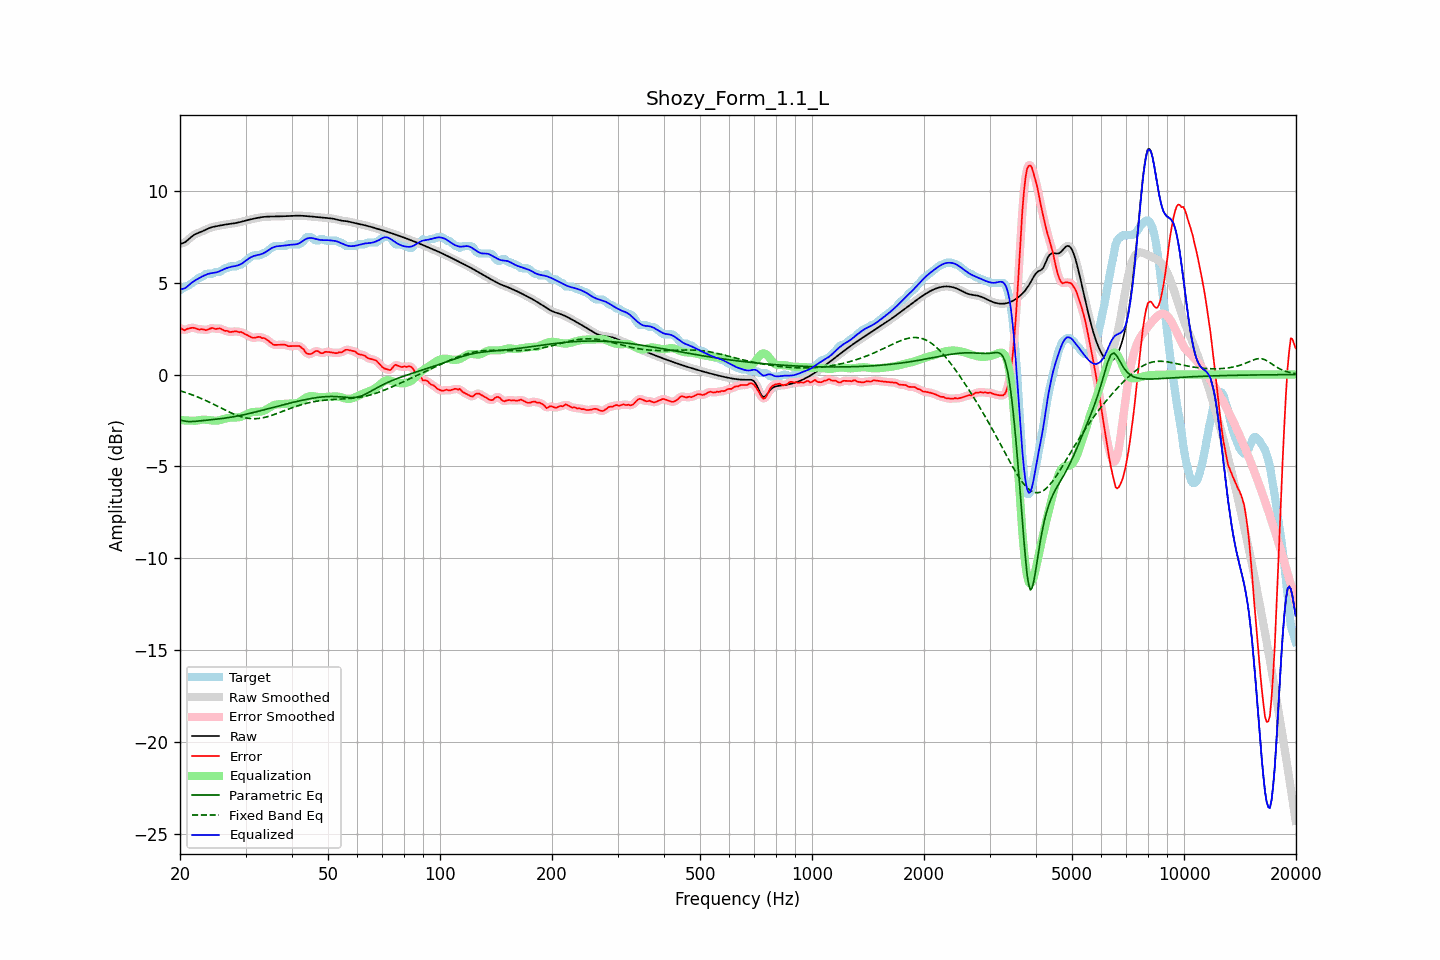 Shozy_Form_1.1_L
Amplitude (dBr)
10
5
0
−5
−10
−15
−20
−25
Target
Raw Smoothed
Error Smoothed
Raw
Error
Equalization
Parametric Eq
Fixed Band Eq
Equalized
20 50 100 200 500 1000 2000 5000 10000 20000
Frequency (Hz)